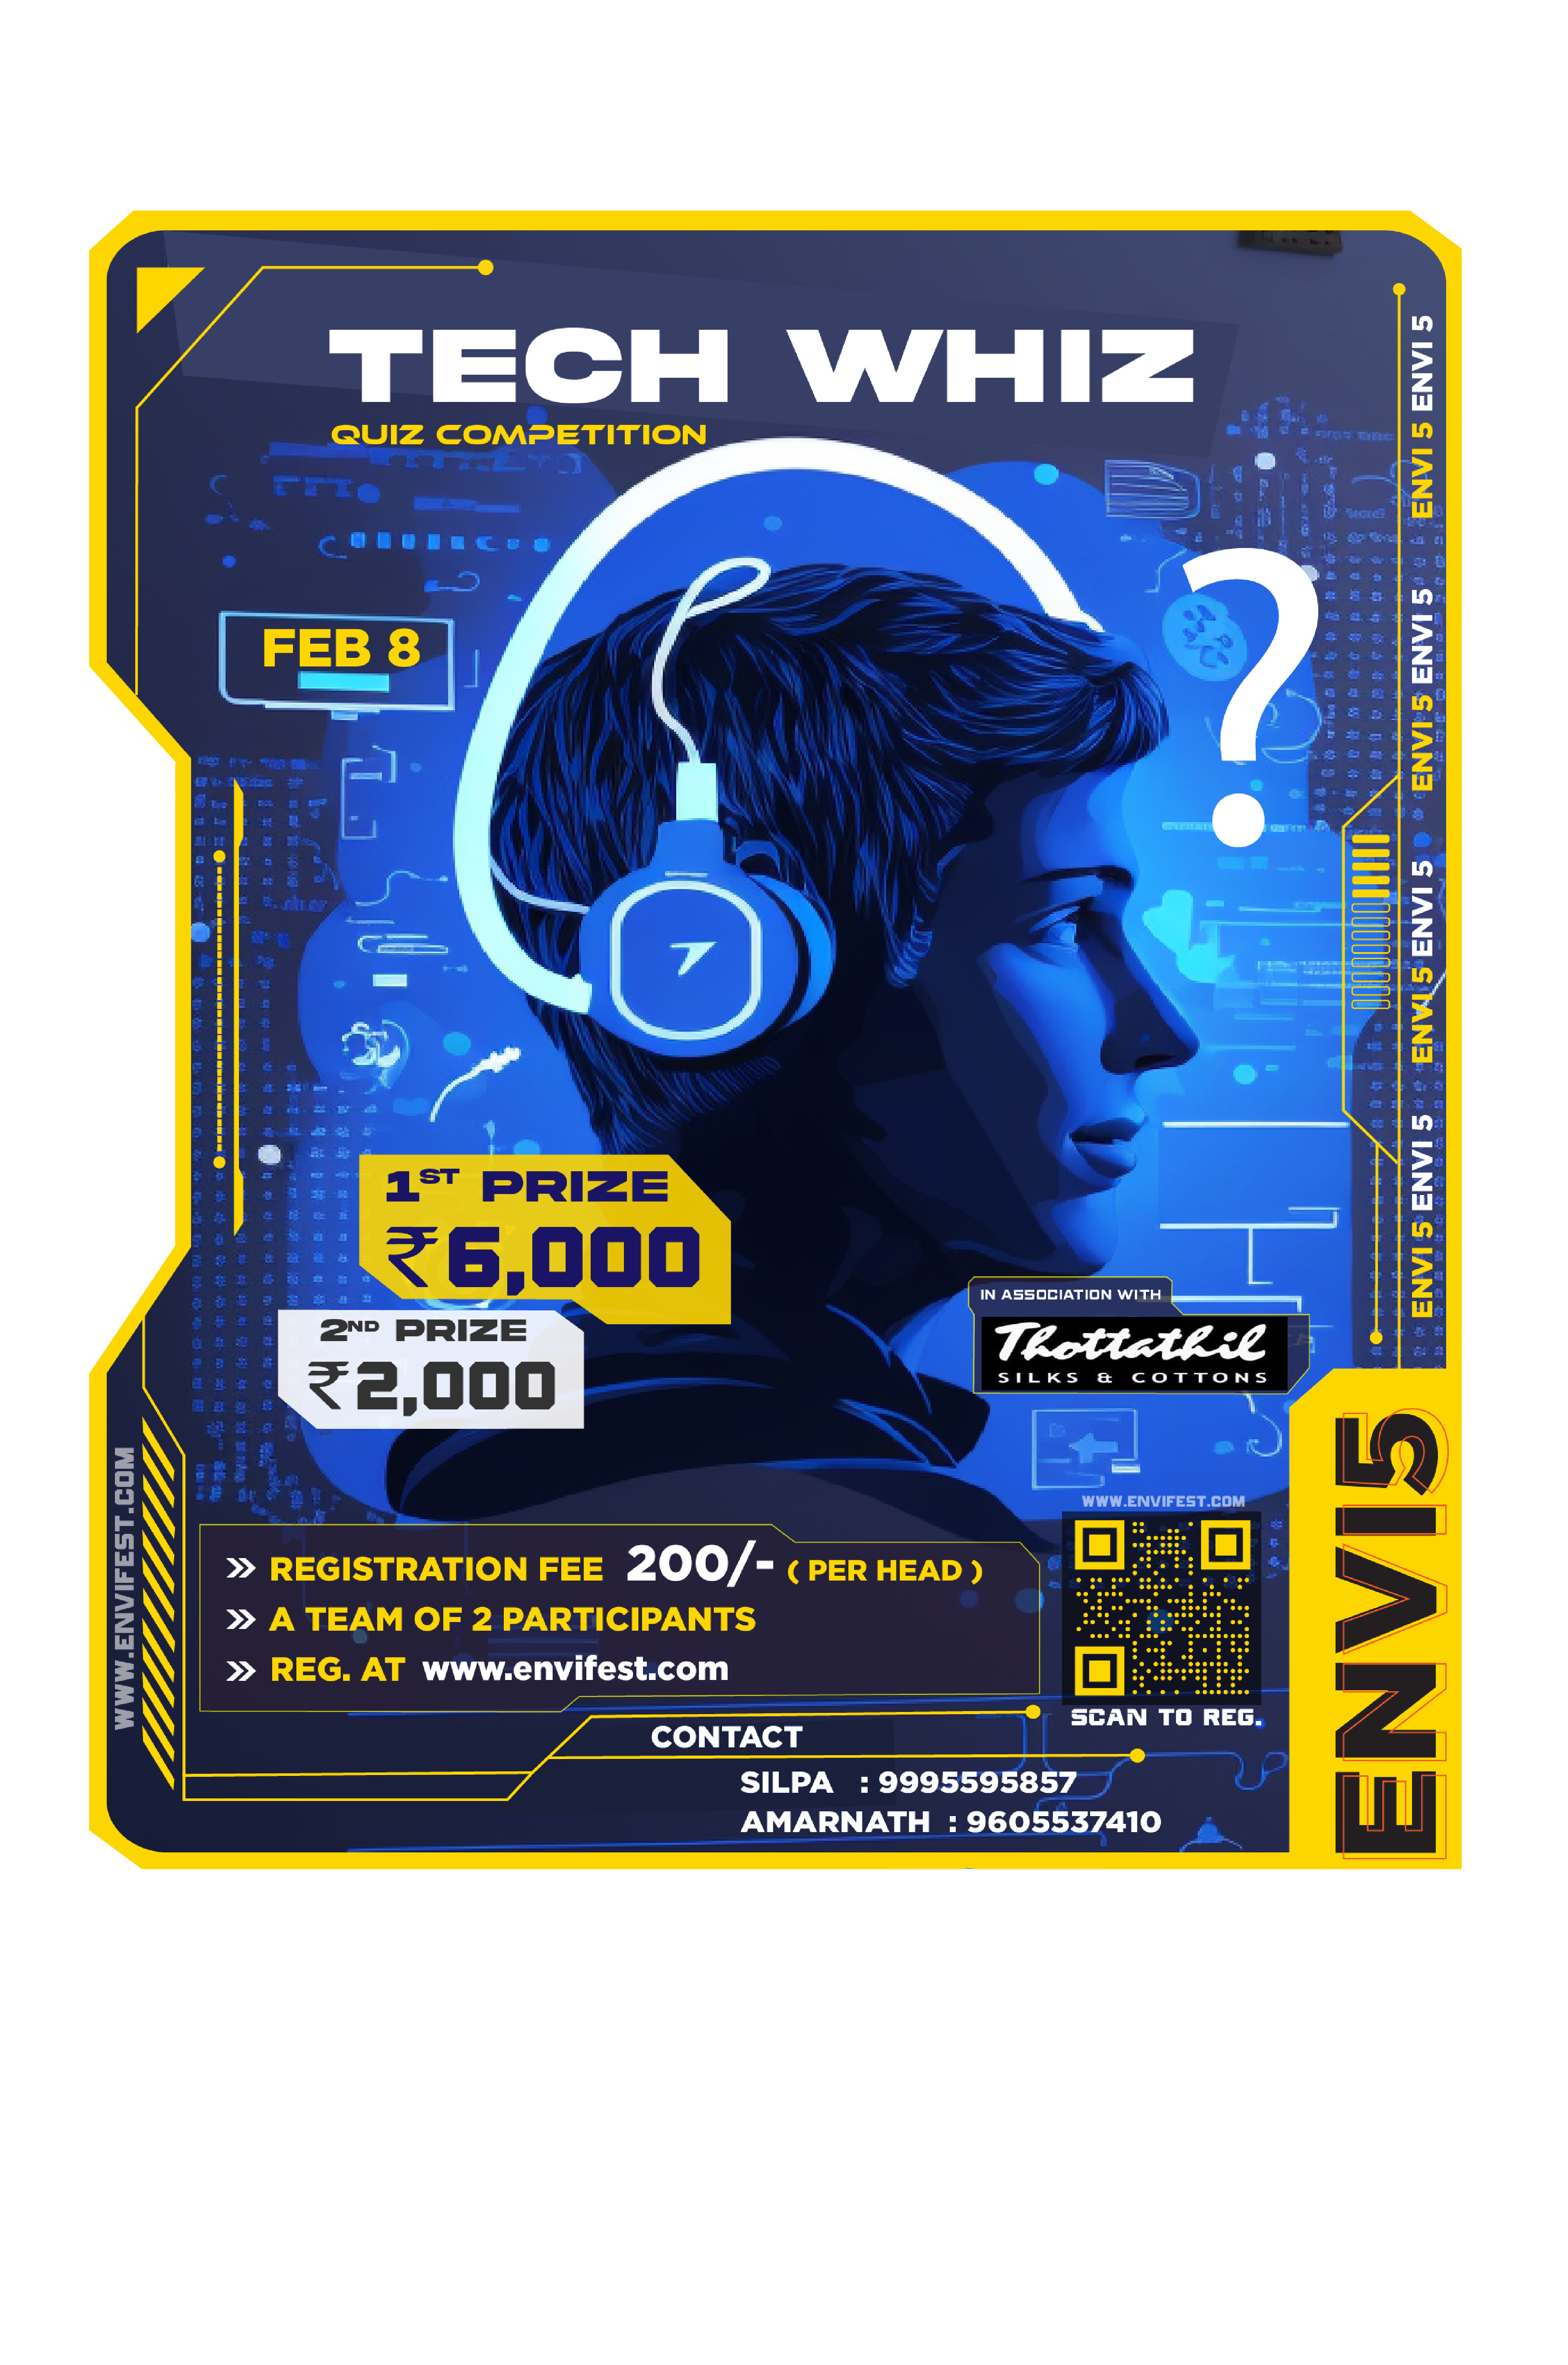 TECH WHIZ
QUIZ COMPETITION
FEB 8
?
1ST PRIZE
₹6,000
2ND PRIZE
₹2,000
IN ASSOCIATION WITH
Thottathil
SILKS & COTTONS
ENVI 5 ENVI 5
ENVI 5 ENVI 5
ENVI 5 ENVI 5
ENVI 5 ENVI 5
ENVI5
WWW.ENVIFEST.COM
WWW.ENVIFEST.COM
» REGISTRATION FEE 200/- ( PER HEAD )
» A TEAM OF 2 PARTICIPANTS
» REG. AT www.envifest.com
SCAN TO REG.
CONTACT
SILPA : 9995595857
AMARNATH : 9605537410